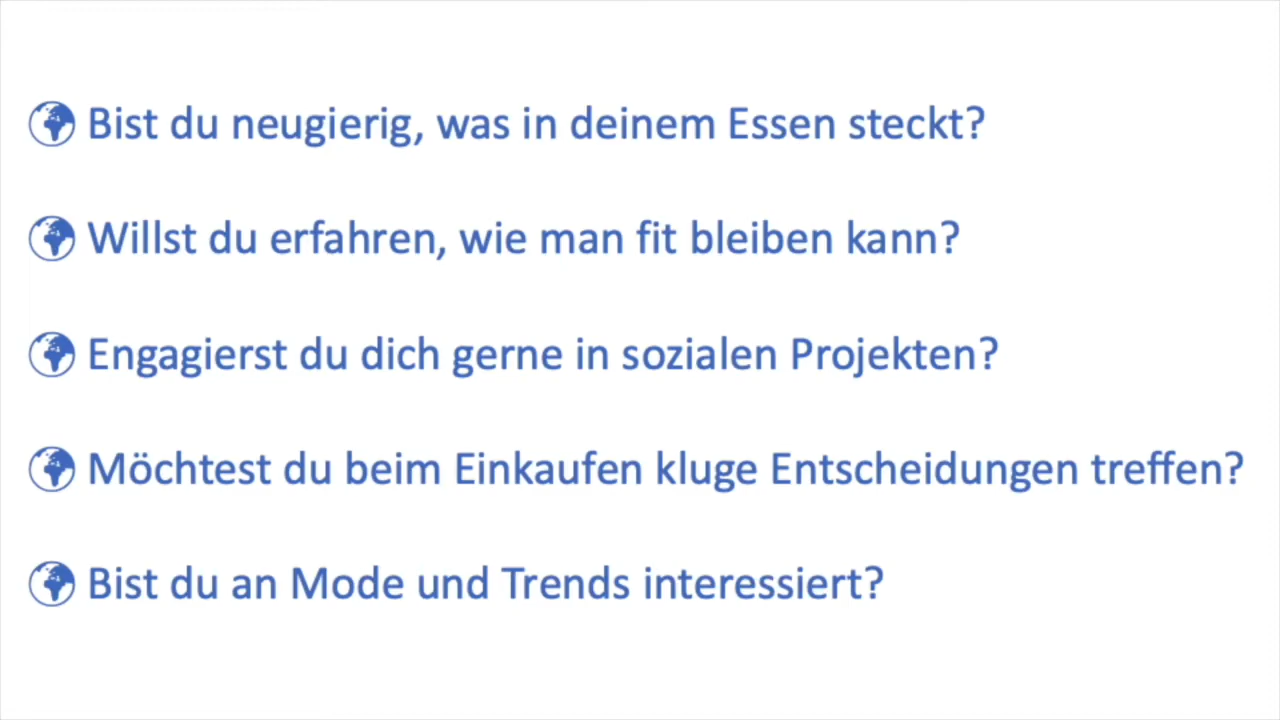 Bist du neugierig, was in deinem Essen steckt?
Willst du erfahren, wie man fit bleiben kann?
Engagierst du dich gerne in sozialen Projekten?
Möchtest du beim Einkaufen kluge Entscheidungen treffen?
Bist du an Mode und Trends interessiert?